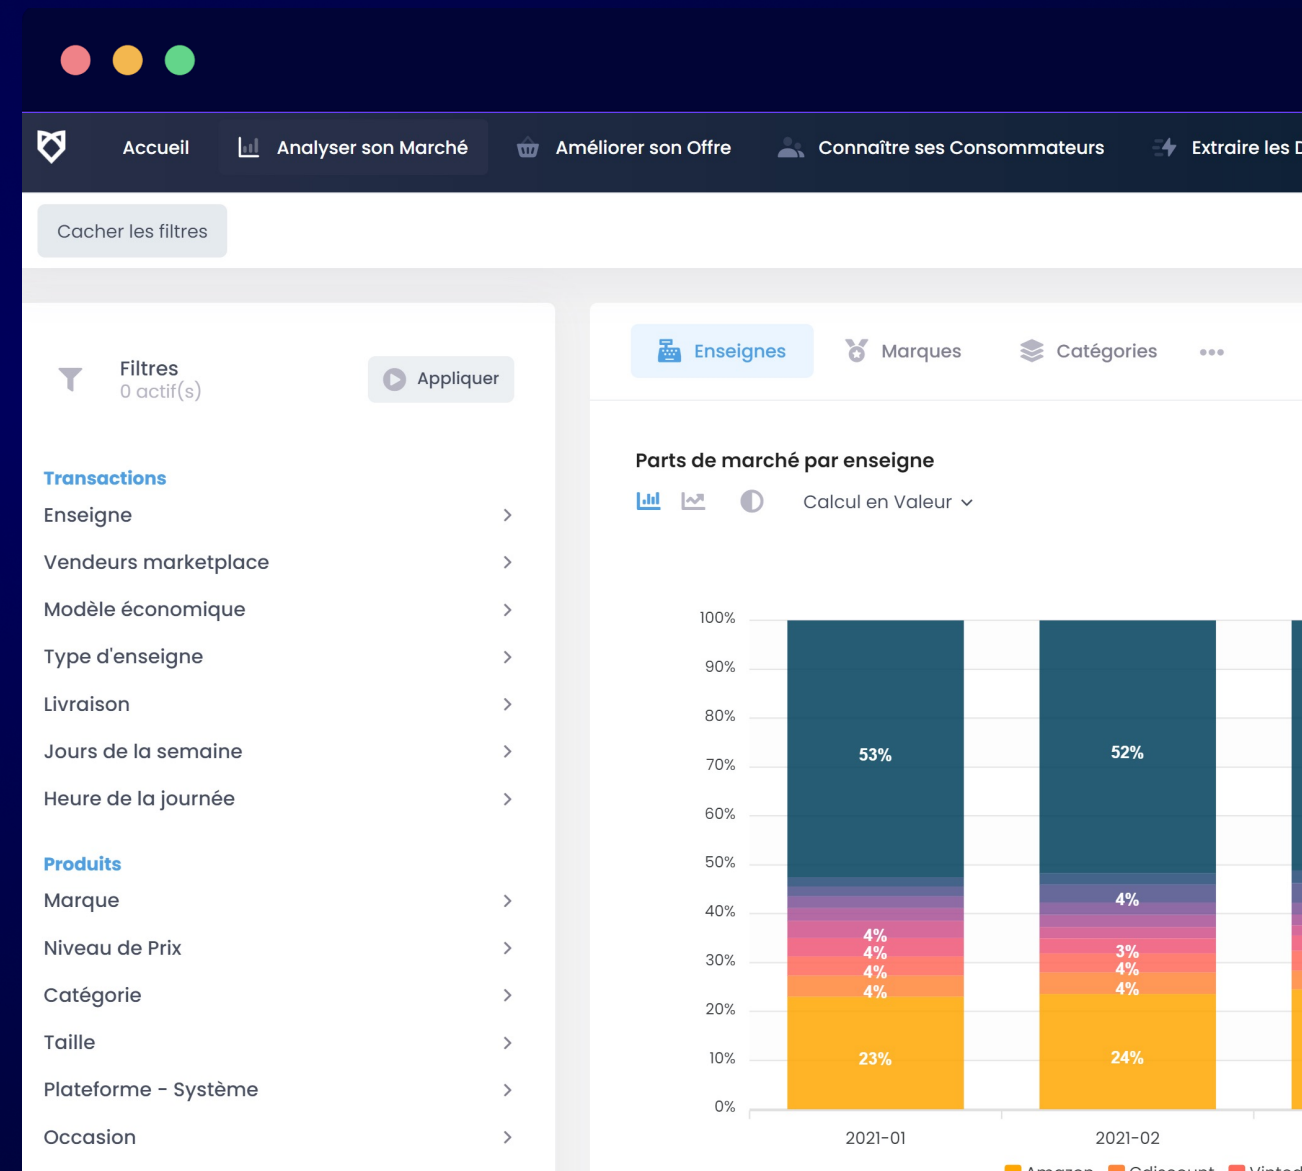 Accueil
Analyser son Marché
Améliorer son Offre
Connaître ses Consommateurs
Extraire les
Cacher les filtres
Filtres
0 actif(s)
Appliquer
Transactions
Enseigne
Vendeurs marketplace
Modèle économique
Type d'enseigne
Livraison
Jours de la semaine
Heure de la journée
Produits
Marque
Niveau de Prix
Catégorie
Taille
Plateforme - Système
Occasion
Enseignes
Marques
Catégories
Parts de marché par enseigne
Calcul en Valeur
100%
90%
80%
70%
60%
50%
40%
30%
20%
10%
0%
53%
4%
4%
4%
4%
23%
52%
4%
3%
4%
4%
24%
2021-01
2021-02
Amazon
Cdiscount